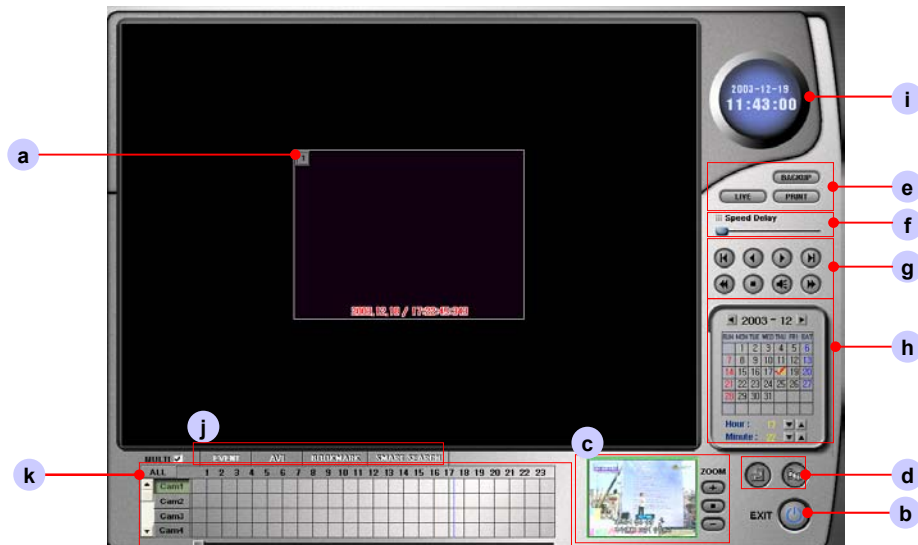 2003-12-19
11:43:00
i
a
1
BACKUP
e
LIVE PRINT
Speed Delay
f
g
2003 - 12
SUN MON TUE WED THU FRI SAT
1 2 3 4 5 6
7 8 9 10 11 12 13
14 15 16 17 19 20
21 22 23 24 25 26 27
28 29 30 31
h
Hour : 17
Minute : 22
j
c
MULTI EVENT AVI BOOKMARK SMART SEARCH
k
ALL 1 2 3 4 5 6 7 8 9 10 11 12 13 14 15 16 17 18 19 20 21 22 23
Cam1
Cam2
Cam3
Cam4
ZOOM
d
EXIT
b